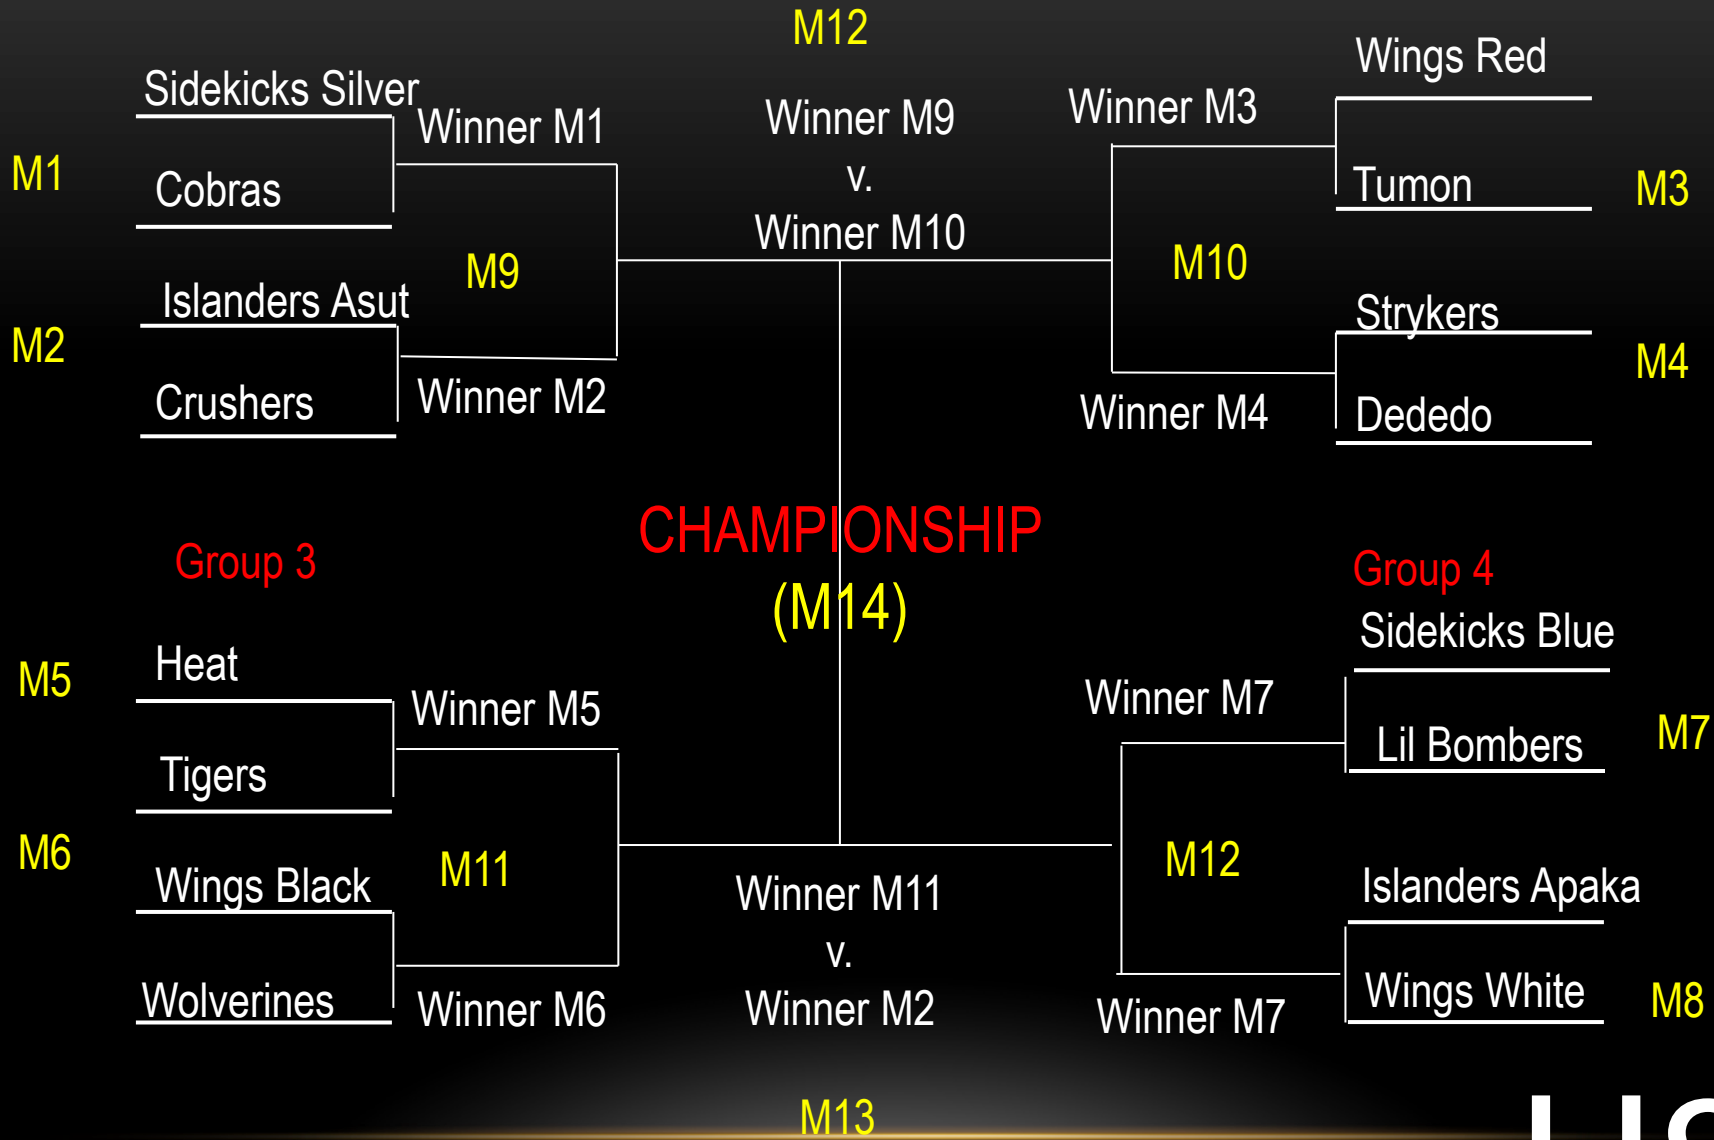 M12
Sidekicks Silver
Winner M1
M1
Cobras
M9
Islanders Asut
M2
Crushers
Winner M2
Winner M9
v.
Winner M10
Wings Red
Winner M3
Tumon
M3
M10
Strykers
M4
Winner M4
Dededo
CHAMPIONSHIP
(M14)
Group 3
Heat
M5
Winner M5
Tigers
M6
Wings Black
M11
Wolverines
Winner M6
Winner M11
v.
Winner M2
Group 4
Sidekicks Blue
Winner M7
Lil Bombers
M7
M12
Islanders Apaka
Wings White
M8
Winner M7
M13